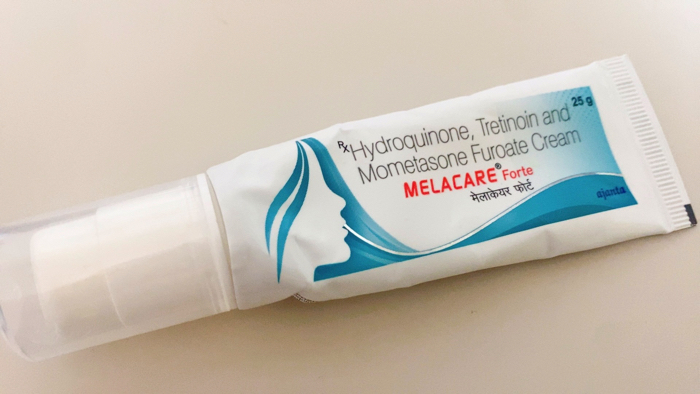 Rx Hydroquinone, Tretinoin and
Mometasone Furoate Cream
25 g
MELACARE® Forte
मेलाकेयर फोर्ट
ajanta